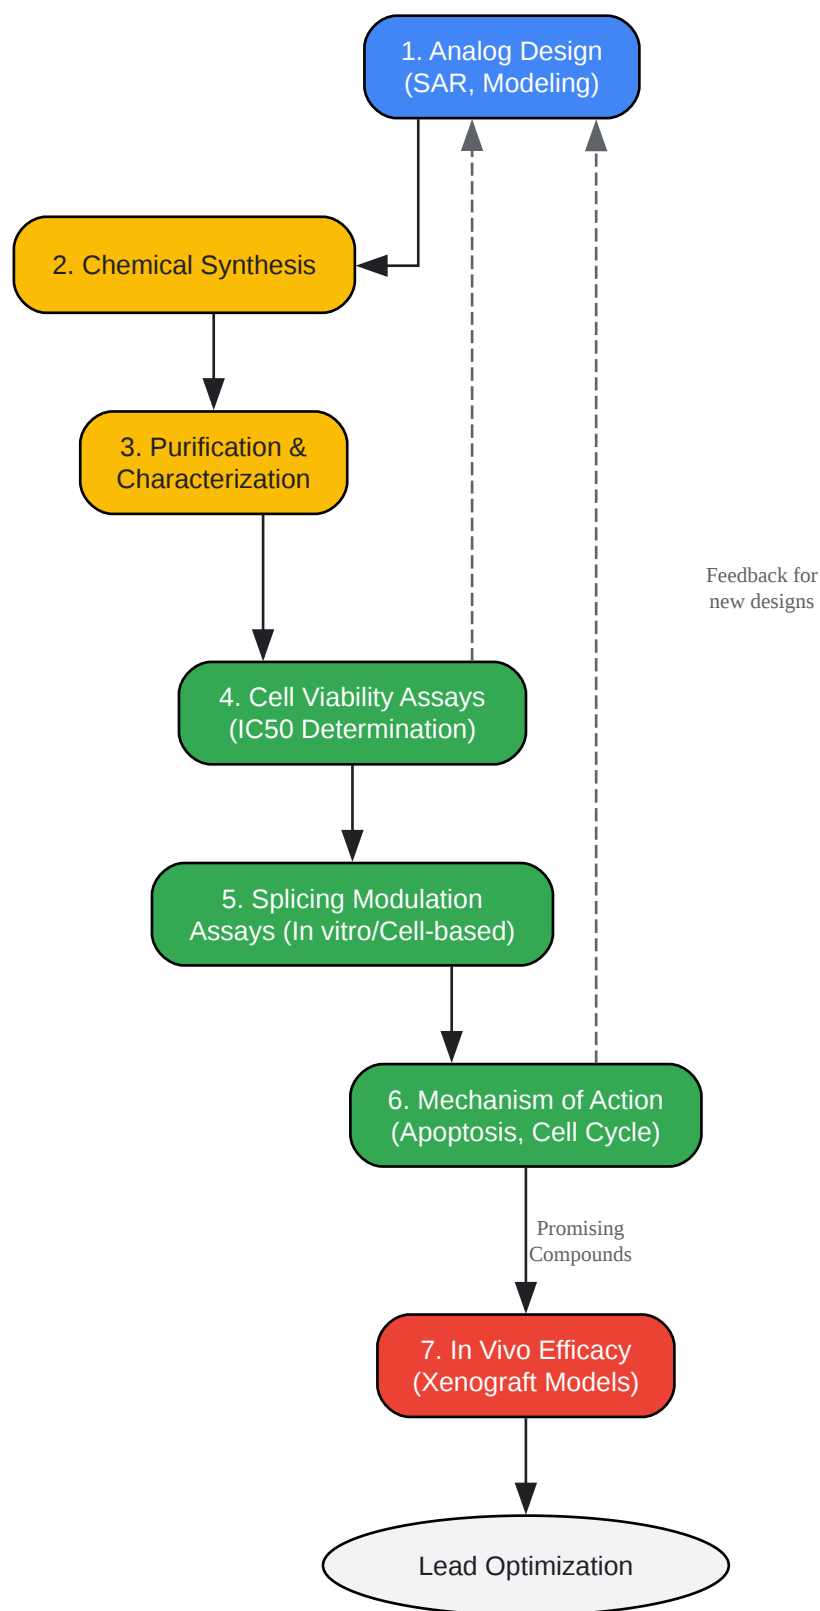 1. Analog Design
(SAR, Modeling)
2. Chemical Synthesis
3. Purification &
Characterization
Feedback for
new designs
4. Cell Viability Assays
(IC50 Determination)
5. Splicing Modulation
Assays (In vitro/Cell-based)
6. Mechanism of Action
(Apoptosis, Cell Cycle)
Promising
Compounds
7. In Vivo Efficacy
(Xenograft Models)
Lead Optimization